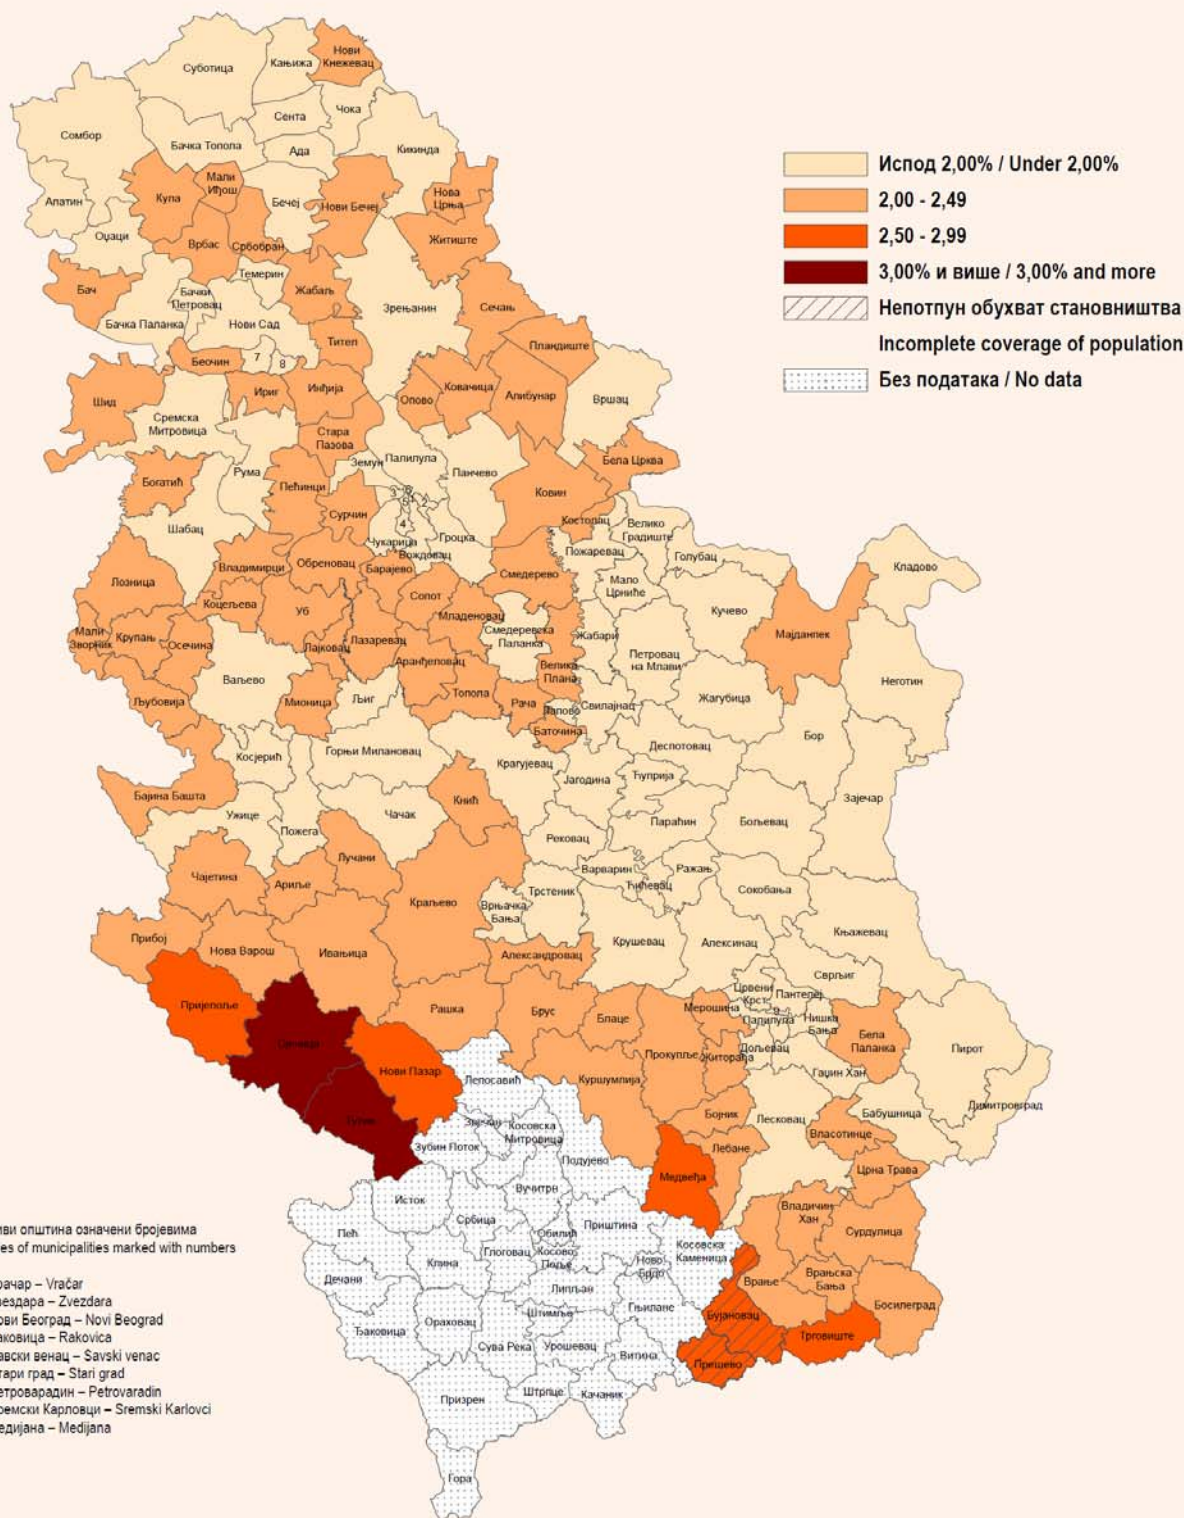 Суботица
Кањижа
Нови
Кнежевац
Сомбор
Сента
Чока
Бачка Топола
Ада
Кикинда
Апатин
Оџаци
Кула
Мали
Иђош
Бечеј
Нови Бечеј
Нова
Црња
Врбас
Србобран
Житиште
Темерин
Бач
Бачки
Петровац
Жабаљ
Зрењанин
Сечањ
Бачка Паланка
Нови Сад
Тител
Пландиште
Беочин
7
8
Шид
Ириг
Инђија
Опово
Ковачица
Алибунар
Вршац
Сремска
Митровица
Стара
Пазова
Рума
Земун
Палилула
Панчево
Бела Црква
Богатић
Пећинци
Сурчин
3
6
1
5
2
4
Ковин
Шабац
Чукарица
Вождовац
Гроцка
Костолац
Велико
Градиште
Пожаревац
Голубац
Кладово
Лозница
Владимирци
Обреновац
Барајево
Смедерево
Мало
Црниће
Коцељева
Уб
Сопот
Младеновац
Кучево
Мајданпек
Мали
Зворник
Крупањ
Осечина
Лајковац
Лазаревац
Смедеревска
Паланка
Жабари
Петровац
на Млави
Аранђеловац
Велика
Плана
Неготин
Љубовија
Ваљево
Мионица
Љиг
Топола
Рача
Лапово
Свилајнац
Жагубица
Баточина
Косјерић
Горњи Милановац
Крагујевац
Деспотовац
Бор
Јагодина
Ћуприја
Бајина Башта
Кнић
Зајечар
Ужице
Пожега
Чачак
Параћин
Бољевац
Рековац
Лучани
Варварин
Ражањ
Чајетина
Ариље
Краљево
Трстеник
Ћићевац
Сокобања
Врњачка
Бања
Прибој
Нова Варош
Ивањица
Крушевац
Алексинац
Књажевац
Александровац
Сврљиг
Црвени
Крст
Пантелеј
9
Пријепоље
Рашка
Брус
Блаце
Мерошина
Палилула
Нишка
Бања
Бела
Паланка
Пирот
Сјеница
Нови Пазар
Прокупље
Житорађа
Дољевац
Гаџин Хан
Лепосавић
Куршумлија
Димитровград
Тутин
Звечан
Косовска
Митровица
Бојник
Лесковац
Бабушница
Зубин Поток
Подујево
Лебане
Власотинце
Медвеђа
Црна Трава
Исток
Вучитрн
Србица
Приштина
Владичин
Хан
Сурдулица
Пећ
Обилић
Косовска
Каменица
Клина
Глоговац
Косово
Поље
Ново
Брдо
Врање
Врањска
Бања
Дечани
Липљан
Босилеград
Ораховац
Штимље
Гњилане
Бујановац
Ђаковица
Трговиште
Сува Река
Урошевац
Витина
Прешево
Призрен
Штрпце
Качаник
Гора
Испод 2,00% / Under 2,00%
2,00 - 2,49
2,50 - 2,99
3,00% и више / 3,00% and more
Непотпун обухват становништва
Incomplete coverage of population
Без података / No data
иви општина означени бројевима
es of municipalities marked with numbers
рачар – Vračar
вездара – Zvezdara
ови Београд – Novi Beograd
аковица – Rakovica
авски венац – Savski venac
тари град – Stari grad
етроварадин – Petrovaradin
ремски Карловци – Sremski Karlovci
едијана – Medijana